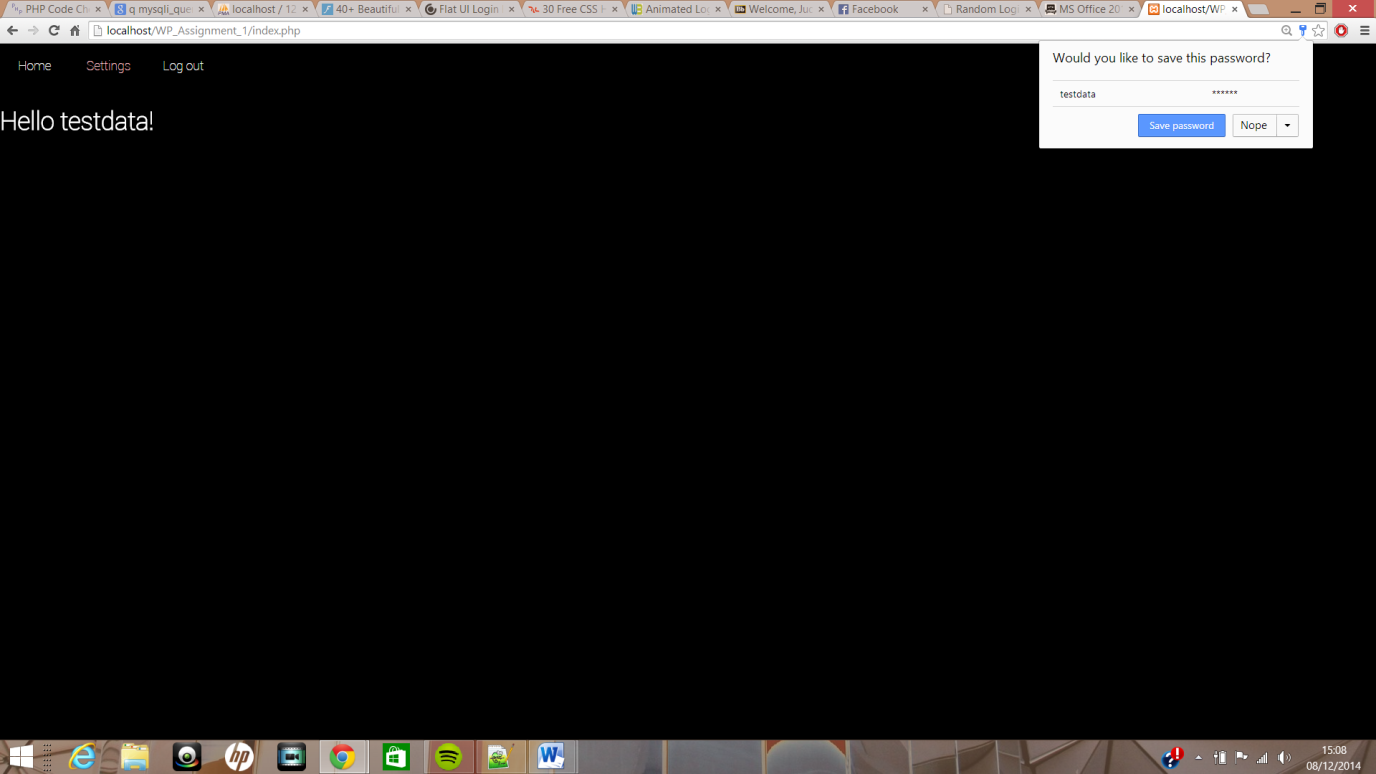 PHP Code Ch
q mysqli_que
localhost / 12
40+ Beautiful
Flat UI Login
30 Free CSS
Animated Log
Welcome, Jud
Facebook
Random Logi
MS Office 20
localhost/WP
localhost/WP_Assignment_1/index.php
Would you like to save this password?
testdata ******
Save password Nope
Home Settings Log out
Hello testdata!
15:08
08/12/2014